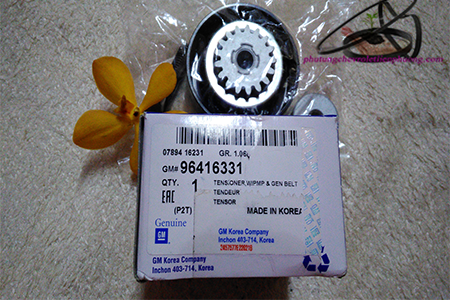 07894 16231 GR. 1.06
GM# 96416331
QTY. 1
TENSIONER,W/PMP & GEN BELT
TENDEUR
TENSOR
EAC
(P2T)
MADE IN KOREA
Genuine
GM
GM Korea Company
Inchon 403-714, Korea
GM Korea Company
Inchon 403-714, Korea